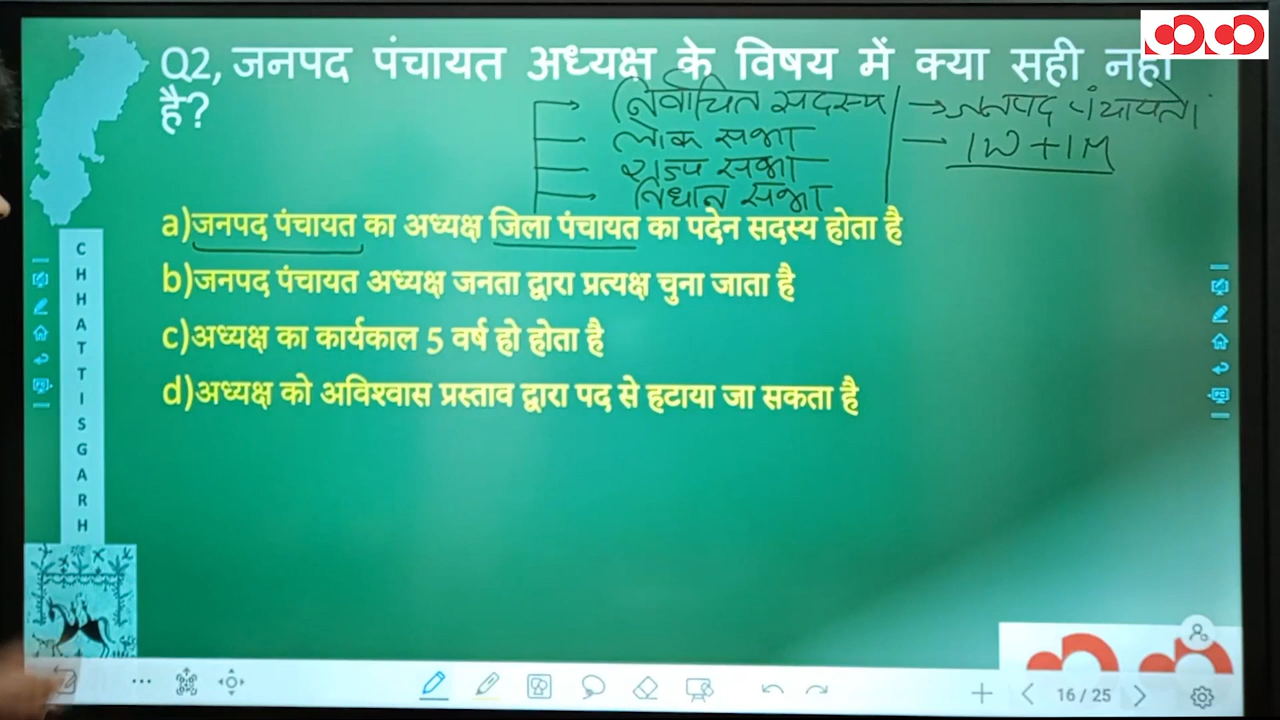 Q2, जनपद पंचायत अध्यक्ष के विषय में क्या सही नहीं
है?
निर्वाचित सदस्य
लोक सभा
राज्य सभा
विधान सभा
→ जनपद पंचायतों
1W+1M
a)जनपद पंचायत का अध्यक्ष जिला पंचायत का पदेन सदस्य होता है
b)जनपद पंचायत अध्यक्ष जनता द्वारा प्रत्यक्ष चुना जाता है
c)अध्यक्ष का कार्यकाल 5 वर्ष हो होता है
d)अध्यक्ष को अविश्वास प्रस्ताव द्वारा पद से हटाया जा सकता है
CHHATTISGARH
16 / 25